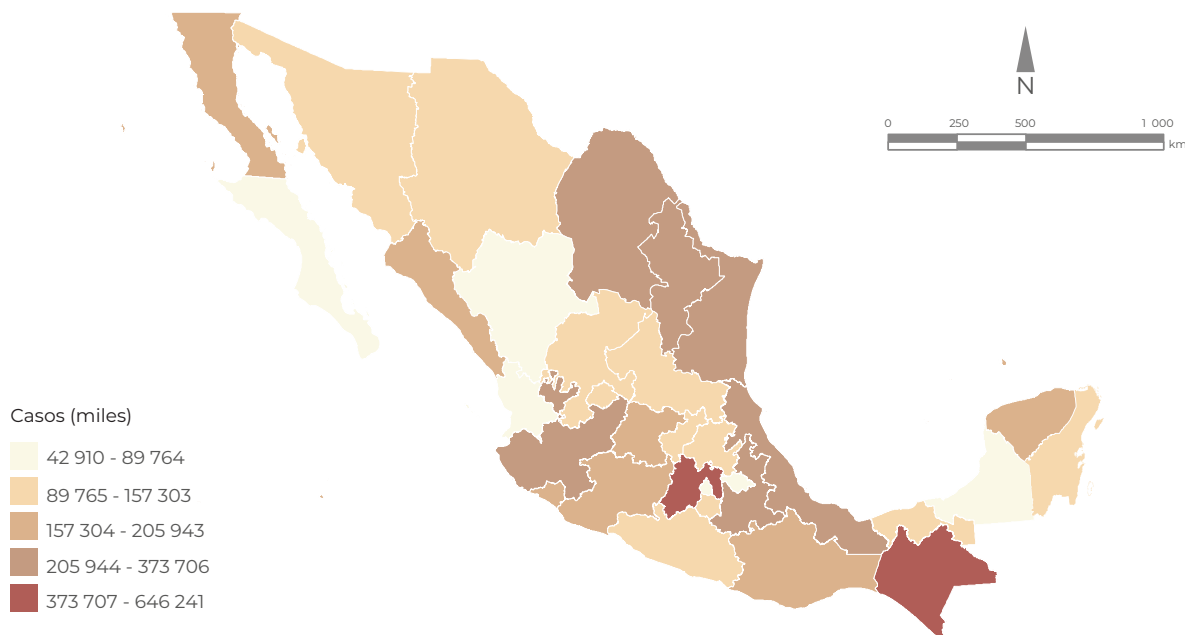 N
0 250 500 1 000
km
Casos (miles)
42 910 - 89 764
89 765 - 157 303
157 304 - 205 943
205 944 - 373 706
373 707 - 646 241